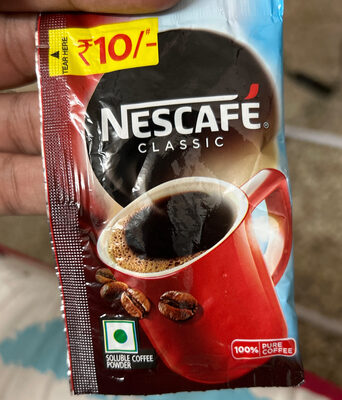 TEAR HERE
₹10/-#
NESCAFÉ®
CLASSIC
SOLUBLE COFFEE
POWDER
100% PURE
COFFEE